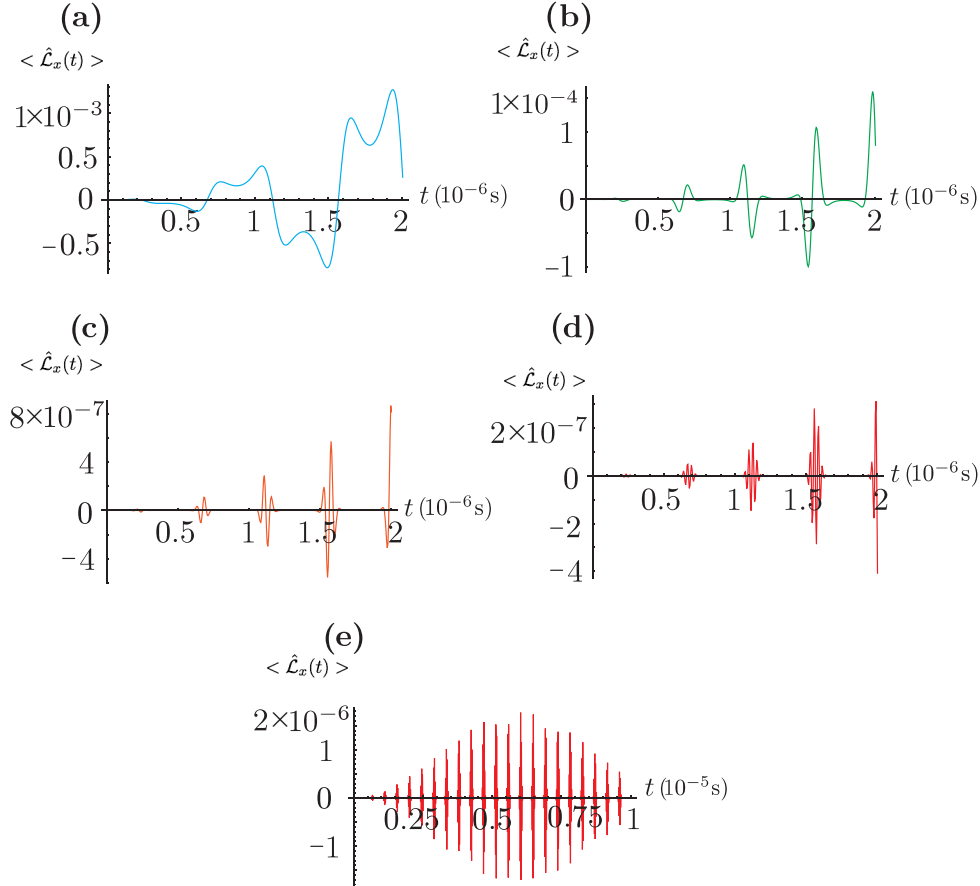 (a)
< 𝓛̂ₓ(t) >
1×10⁻³
0.5
0
−0.5
0.5 1 1.5 2
t (10⁻⁶s)
(b)
< 𝓛̂ₓ(t) >
1×10⁻⁴
1
0
−1
0.5 1 1.5 2
t (10⁻⁶s)
(c)
< 𝓛̂ₓ(t) >
8×10⁻⁷
4
0
−4
0.5 1 1.5 2
t (10⁻⁶s)
(d)
< 𝓛̂ₓ(t) >
2×10⁻⁷
0
−2
−4
0.5 1 1.5 2
t (10⁻⁶s)
(e)
< 𝓛̂ₓ(t) >
2×10⁻⁶
1
0
−1
0.25 0.5 0.75 1
t (10⁻⁵s)